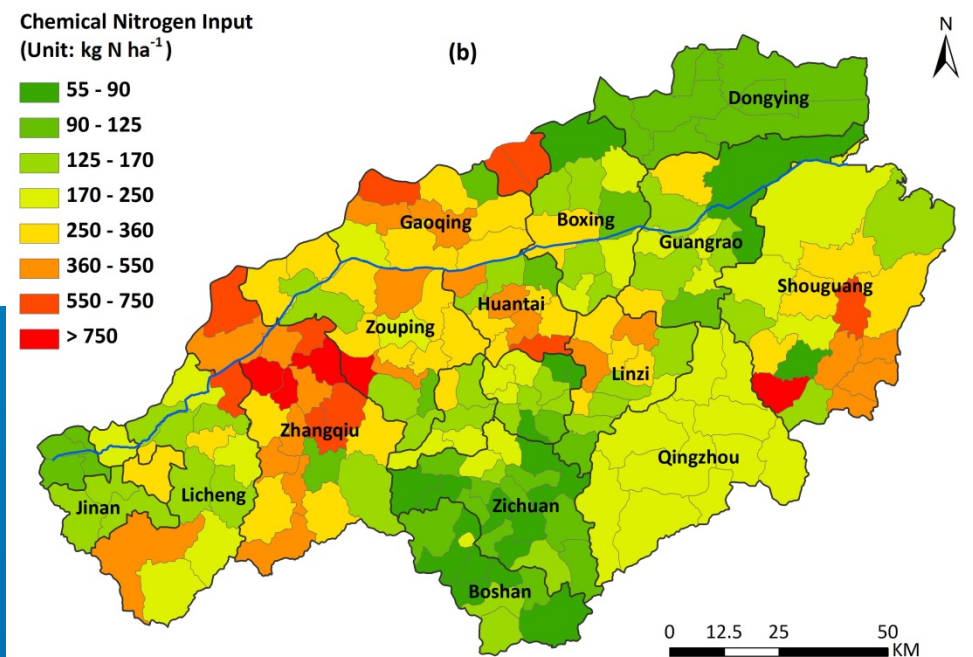 Chemical Nitrogen Input
(Unit: kg N ha⁻¹)
55 - 90
90 - 125
125 - 170
170 - 250
250 - 360
360 - 550
550 - 750
> 750
(b)
N
Dongying
Gaoqing
Boxing
Guangrao
Shouguang
Huantai
Zouping
Linzi
Zhangqiu
Qingzhou
Jinan
Licheng
Zichuan
Boshan
0 12.5 25 50
KM